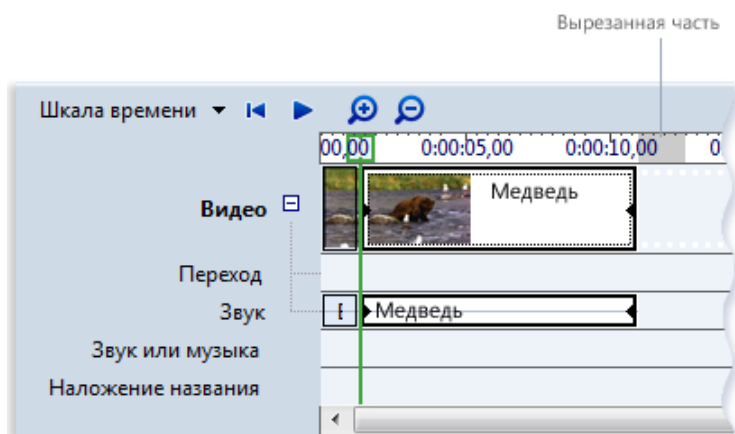 Вырезанная часть
Шкала времени
00,00 0:00:05,00 0:00:10,00 0
Видео
Медведь
Переход
Звук
Медведь
Звук или музыка
Наложение названия